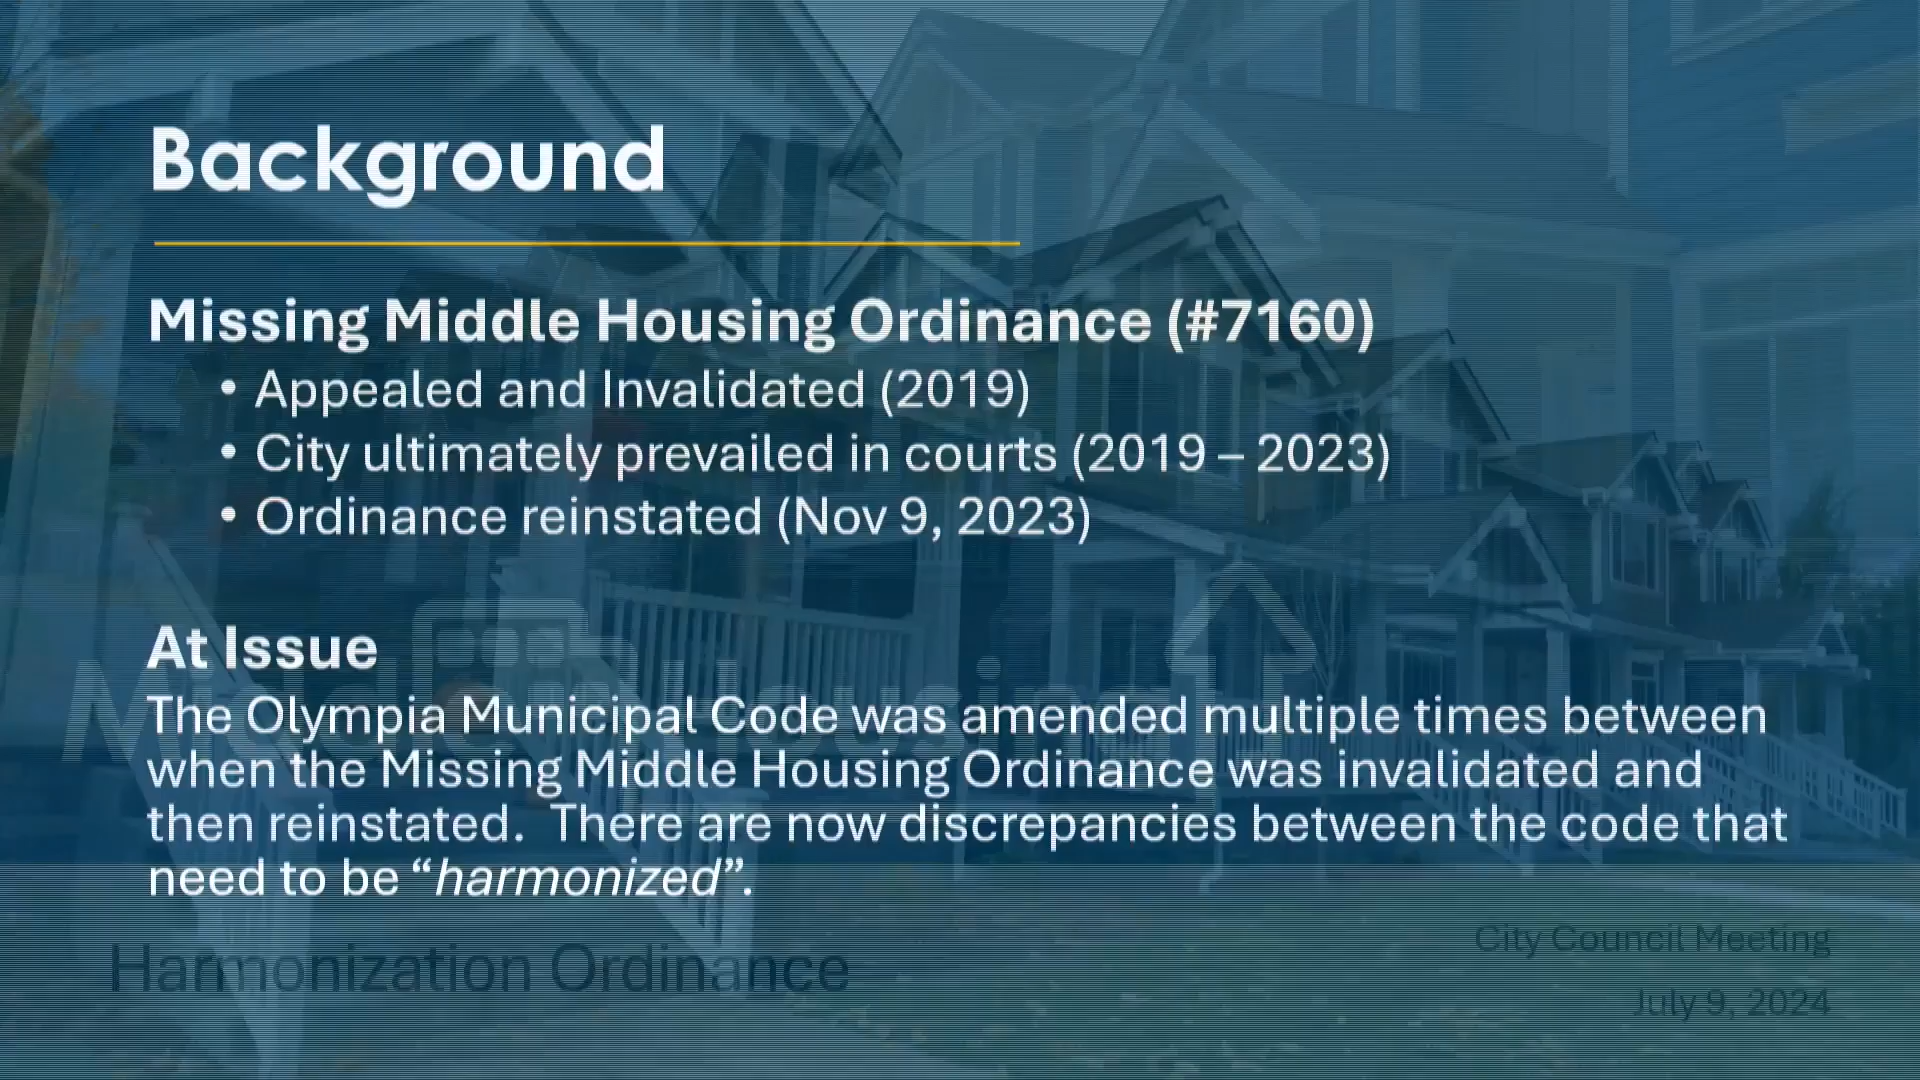 Background
Missing Middle Housing Ordinance (#7160)
• Appealed and Invalidated (2019)
• City ultimately prevailed in courts (2019 – 2023)
• Ordinance reinstated (Nov 9, 2023)
At Issue
Middle Housing
The Olympia Municipal Code was amended multiple times between
when the Missing Middle Housing Ordinance was invalidated and
then reinstated. There are now discrepancies between the code that
need to be “harmonized”.
Harmonization Ordinance
City Council Meeting
July 9, 2024